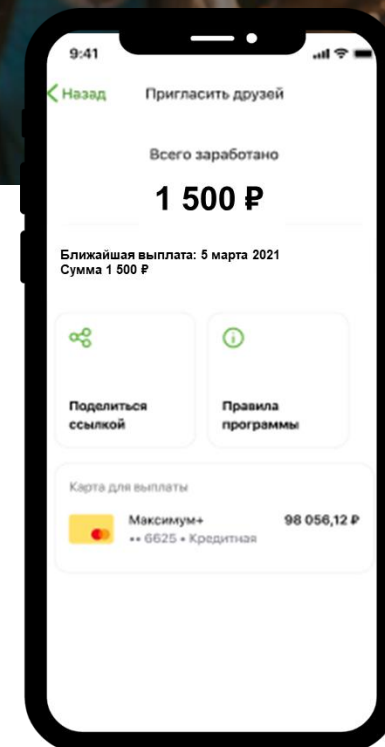 9:41
Назад Пригласить друзей
Всего заработано
1 500 ₽
Ближайшая выплата: 5 марта 2021
Сумма 1 500 ₽
Поделиться
ссылкой
Правила
программы
Карта для выплаты
Максимум+ 98 056,12 ₽
•• 6625 • Кредитная